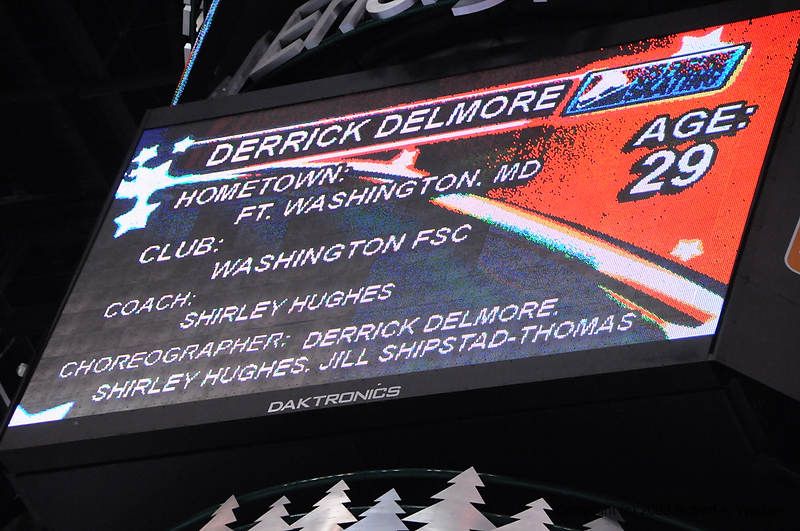 DERRICK DELMORE
AGE:
29
HOMETOWN:
FT. WASHINGTON, MD
CLUB:
WASHINGTON FSC
COACH:
SHIRLEY HUGHES
CHOREOGRAPHER: DERRICK DELMORE,
SHIRLEY HUGHES, JILL SHIPSTAD-THOMAS
DAKTRONICS